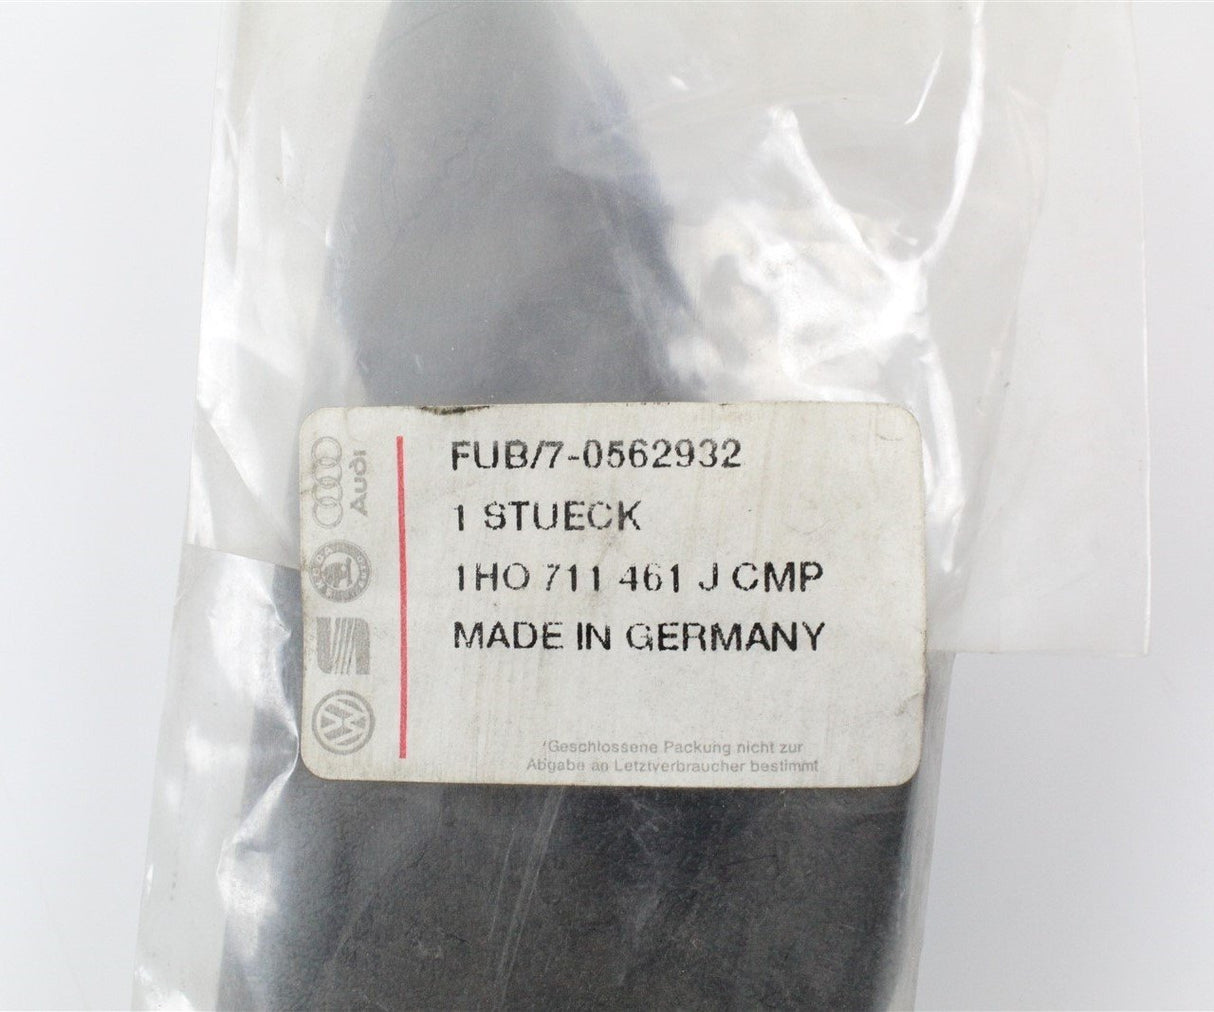 FUB/7-0562932
1 STUECK
1H0 711 461 J CMP
MADE IN GERMANY
Geschlossene Packung nicht zur
Abgabe an Letztverbraucher bestimmt
Audi